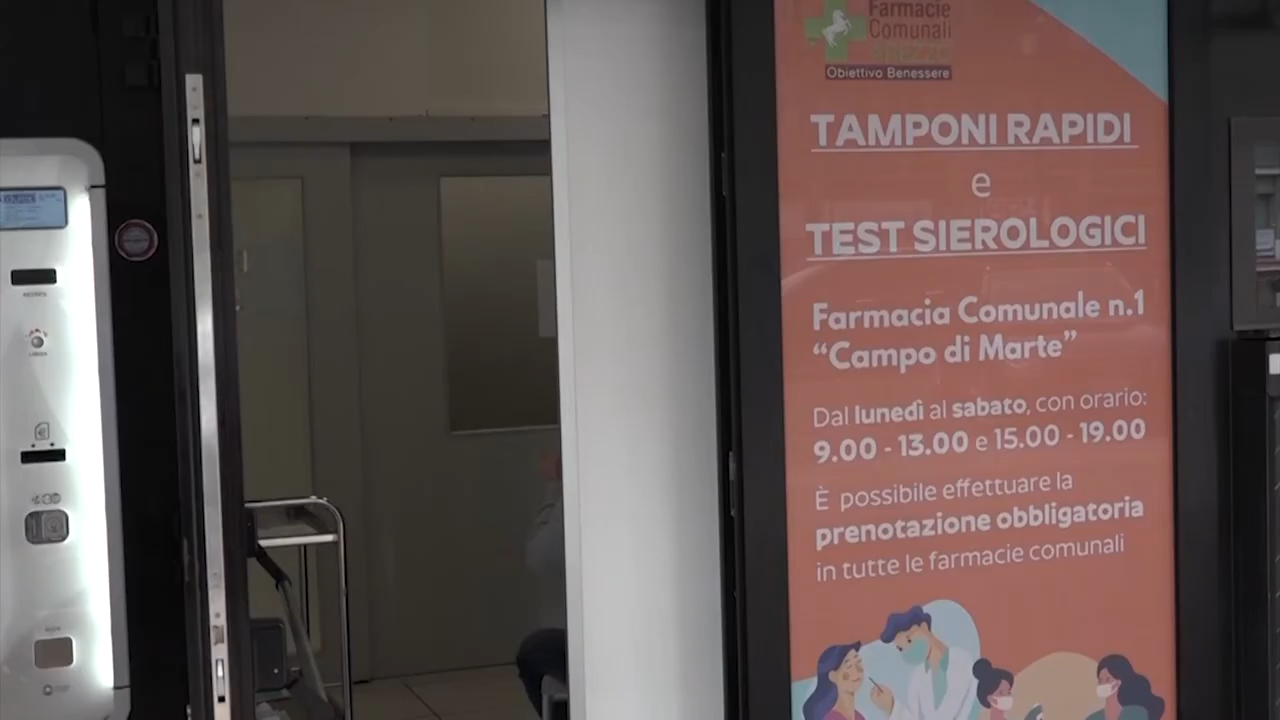 Farmacie
Comunali
Obiettivo Benessere
TAMPONI RAPIDI
e
TEST SIEROLOGICI
Farmacia Comunale n.1
“Campo di Marte”
Dal lunedì al sabato, con orario:
9.00 - 13.00 e 15.00 - 19.00
È possibile effettuare la
prenotazione obbligatoria
in tutte le farmacie comunali